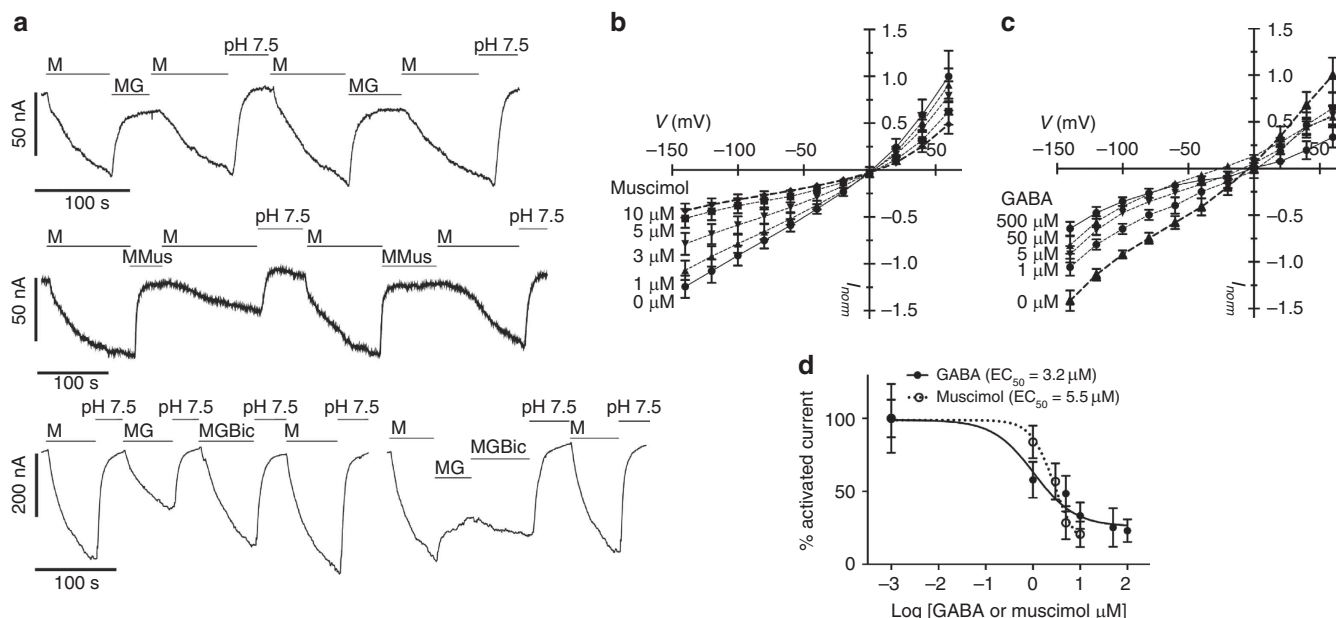 a
pH 7.5 pH 7.5
M M M M
MG MG
50 nA
100 s
pH 7.5 pH 7.5
M M M M
MMus MMus
50 nA
100 s
pH 7.5 pH 7.5 pH 7.5 pH 7.5 pH 7.5 pH 7.5
M MG MGBic M M MG MGBic M
200 nA
100 s
b
V (mV)
−150 −100 −50 50
1.5
1.0
0.5
−0.5
−1.0
−1.5
I norm
Muscimol
10 µM
5 µM
3 µM
1 µM
0 µM
c
V (mV)
−150 −100 −50 50
1.5
1.0
0.5
−0.5
−1.0
−1.5
I norm
GABA
500 µM
50 µM
5 µM
1 µM
0 µM
d
GABA (EC50 = 3.2 µM)
Muscimol (EC50 = 5.5 µM)
% activated current
100
50
0
−3 −2 −1 0 1 2
Log [GABA or muscimol µM]